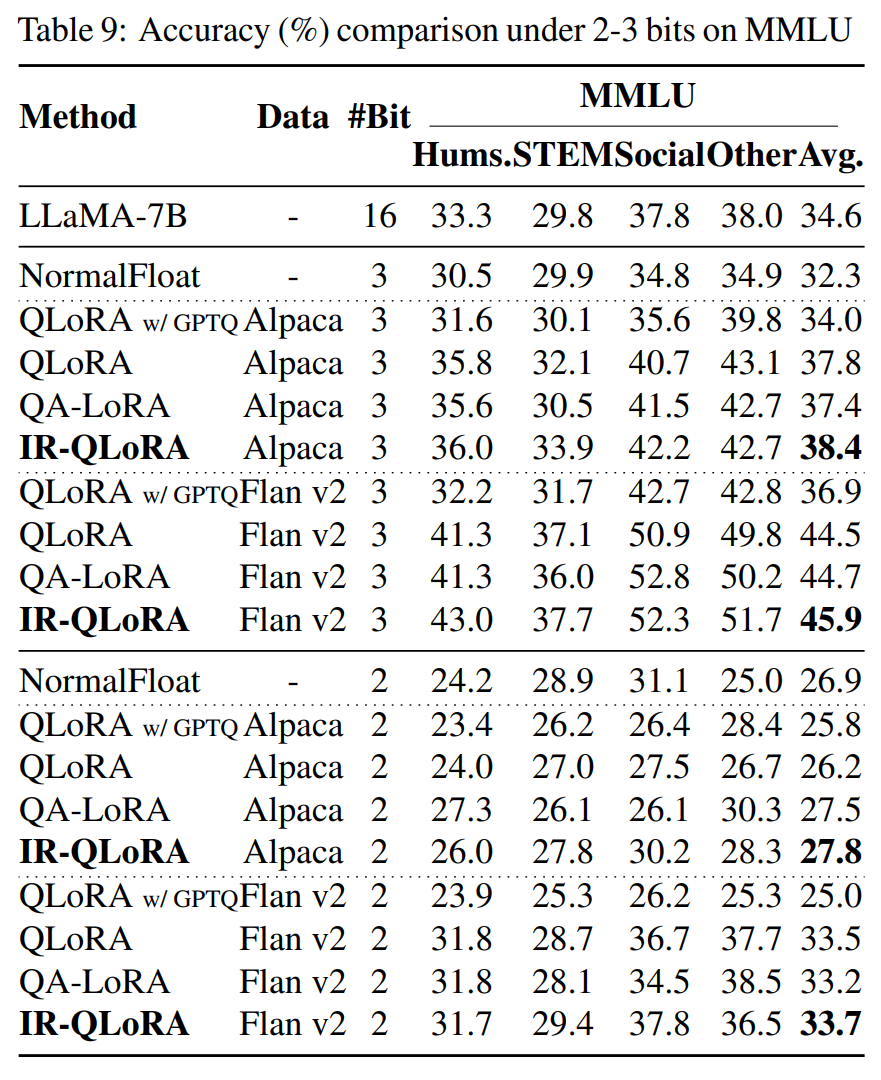 Table 9: Accuracy (%) comparison under 2-3 bits on MMLU
Method Data #Bit MMLU
Hums. STEM Social Other Avg.
LLaMA-7B - 16 33.3 29.8 37.8 38.0 34.6
NormalFloat - 3 30.5 29.9 34.8 34.9 32.3
QLoRA w/ GPTQ Alpaca 3 31.6 30.1 35.6 39.8 34.0
QLoRA Alpaca 3 35.8 32.1 40.7 43.1 37.8
QA-LoRA Alpaca 3 35.6 30.5 41.5 42.7 37.4
IR-QLoRA Alpaca 3 36.0 33.9 42.2 42.7 38.4
QLoRA w/ GPTQ Flan v2 3 32.2 31.7 42.7 42.8 36.9
QLoRA Flan v2 3 41.3 37.1 50.9 49.8 44.5
QA-LoRA Flan v2 3 41.3 36.0 52.8 50.2 44.7
IR-QLoRA Flan v2 3 43.0 37.7 52.3 51.7 45.9
NormalFloat - 2 24.2 28.9 31.1 25.0 26.9
QLoRA w/ GPTQ Alpaca 2 23.4 26.2 26.4 28.4 25.8
QLoRA Alpaca 2 24.0 27.0 27.5 26.7 26.2
QA-LoRA Alpaca 2 27.3 26.1 26.1 30.3 27.5
IR-QLoRA Alpaca 2 26.0 27.8 30.2 28.3 27.8
QLoRA w/ GPTQ Flan v2 2 23.9 25.3 26.2 25.3 25.0
QLoRA Flan v2 2 31.8 28.7 36.7 37.7 33.5
QA-LoRA Flan v2 2 31.8 28.1 34.5 38.5 33.2
IR-QLoRA Flan v2 2 31.7 29.4 37.8 36.5 33.7